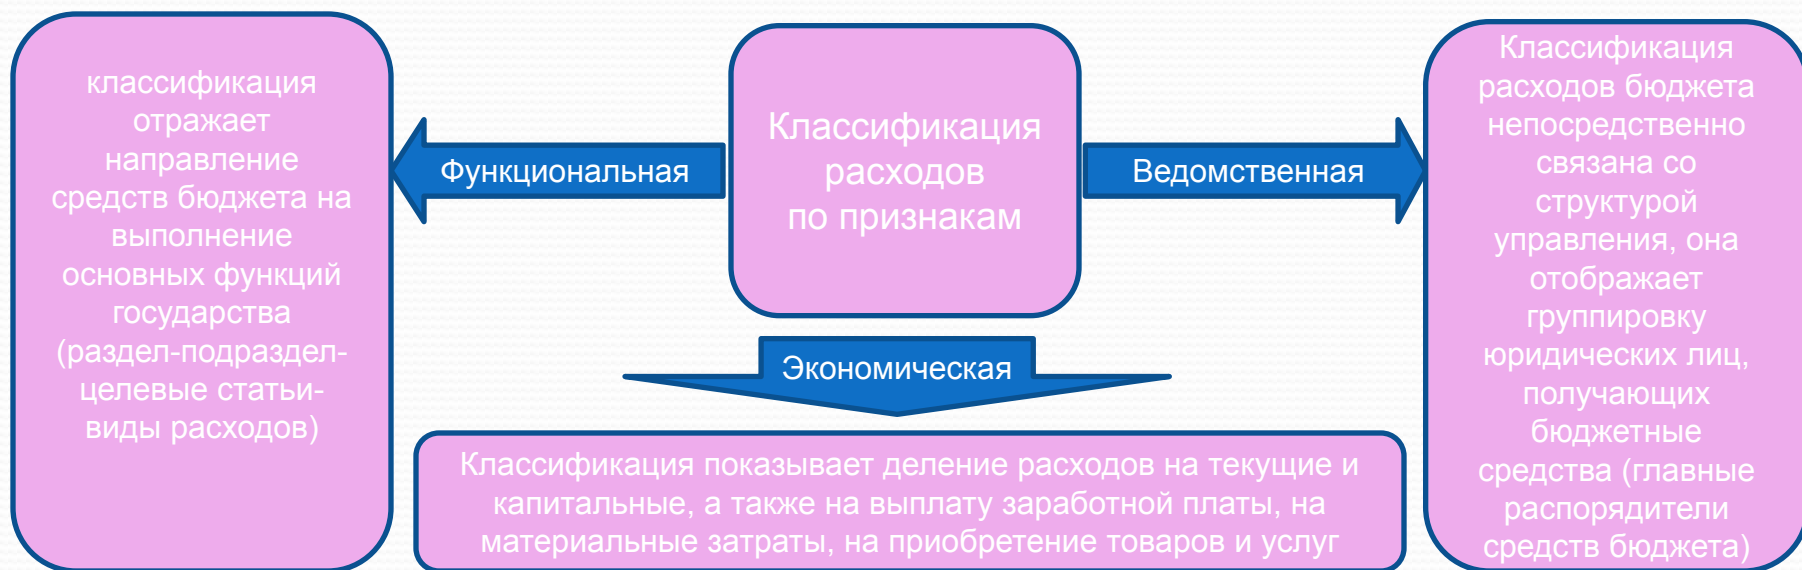 классификация
отражает
направление
средств бюджета на
выполнение
основных функций
государства
(раздел-подраздел-
целевые статьи-
виды расходов)
Функциональная
Классификация
расходов
по признакам
Ведомственная
Классификация
расходов бюджета
непосредственно
связана со
структурой
управления, она
отображает
группировку
юридических лиц,
получающих
бюджетные
средства (главные
распорядители
средств бюджета)
Экономическая
Классификация показывает деление расходов на текущие и
капитальные, а также на выплату заработной платы, на
материальные затраты, на приобретение товаров и услуг